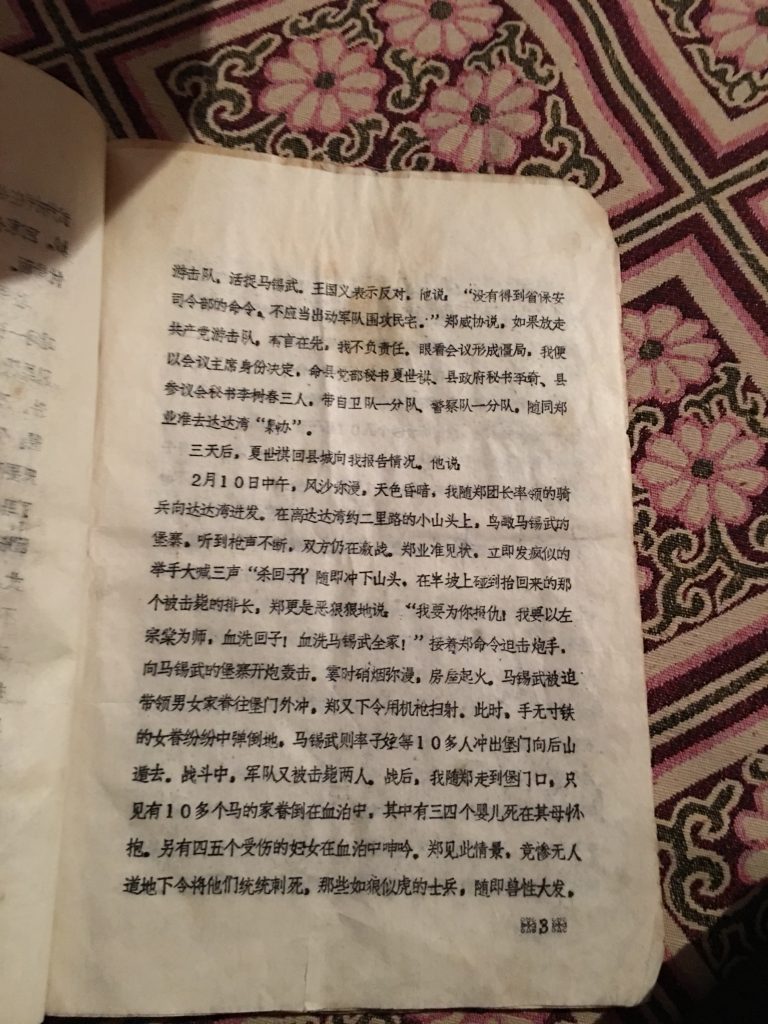 游击队，活捉马锡武。王国义表示反对。他说：“没有得到省保安
司令部的命令，不应当出动军队围攻民宅。”郑威协说，如果放走
共产党游击队，有言在先，我不负责任。眼看会议形成僵局，我便
以会议主席身份决定，命县党部秘书夏世祺、县政府秘书李奇、县
参议会秘书李树春三人，带自卫队一分队、警察队一分队，随同郑
业准去达达湾“剿办”。
三天后，夏世祺回县城向我报告情况。他说
2月10日中午，风沙弥漫，天色昏暗，我随郑团长率领的骑
兵向达达湾进发。在高达达湾约二里路的小山头上，鸟瞰马锡武的
堡寨。听到枪声不断，双方仍在激战。郑业准见状，立即发疯似的
举手大喊三声“杀回子！”随即冲下山头，在半坡上碰到抬回来的那
个被击毙的排长，郑更是恶狠狠地说：“我要为你报仇！我要以左
宗棠为师，血洗回子！血洗马锡武全家！”接着郑命令迫击炮手，
向马锡武的堡寨开炮轰击。霎时硝烟弥漫，房屋起火。马锡武被迫
带领男女家眷往堡门外冲，郑又下令用机枪扫射。此时，手无寸铁
的女眷纷纷中弹倒地，马锡武则率子侄等10多人冲出堡门向后山
遁去。战斗中，军队又被击毙两人。战后，我随郑走到堡门口，只
见有10多个马的家眷倒在血泊中，其中有三四个婴儿死在其母怀
抱。另有四五个受伤的妇女在血泊中呻吟。郑见此情景，竟惨无人
道地下令将他们统统刺死，那些如狼似虎的士兵，随即兽性大发，
3